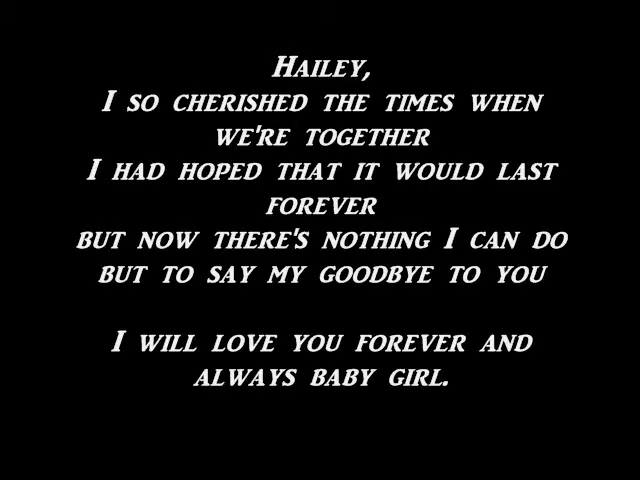 Hailey,
I so cherished the times when
we're together
I had hoped that it would last
forever
but now there's nothing I can do
but to say my goodbye to you
I will love you forever and
always baby girl.